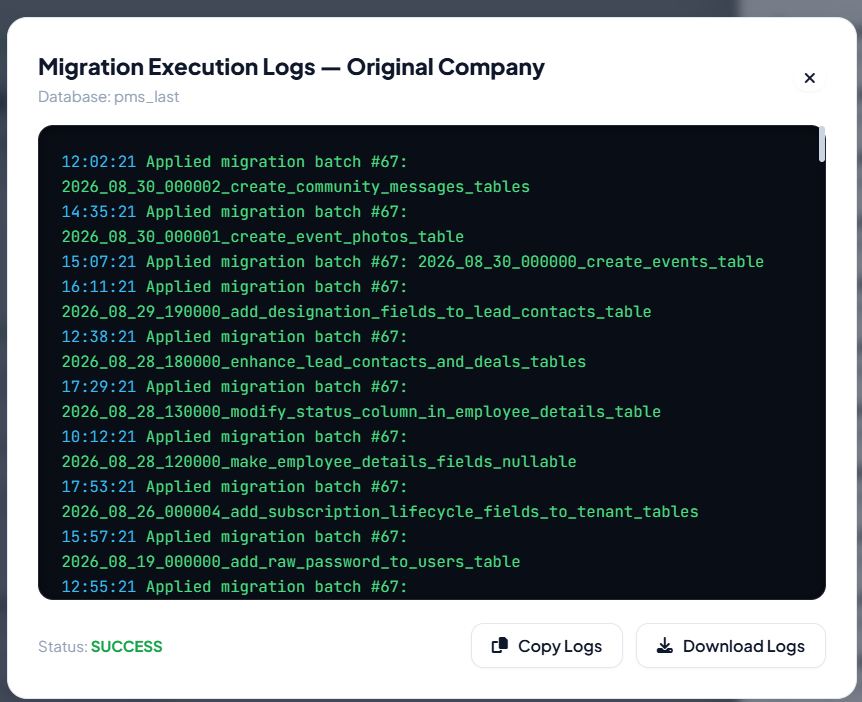 Migration Execution Logs — Original Company
Database: pms_last
12:02:21 Applied migration batch #67:
2026_08_30_000002_create_community_messages_tables
14:35:21 Applied migration batch #67:
2026_08_30_000001_create_event_photos_table
15:07:21 Applied migration batch #67: 2026_08_30_000000_create_events_table
16:11:21 Applied migration batch #67:
2026_08_29_190000_add_designation_fields_to_lead_contacts_table
12:38:21 Applied migration batch #67:
2026_08_28_180000_enhance_lead_contacts_and_deals_tables
17:29:21 Applied migration batch #67:
2026_08_28_130000_modify_status_column_in_employee_details_table
10:12:21 Applied migration batch #67:
2026_08_28_120000_make_employee_details_fields_nullable
17:53:21 Applied migration batch #67:
2026_08_26_000004_add_subscription_lifecycle_fields_to_tenant_tables
15:57:21 Applied migration batch #67:
2026_08_19_000000_add_raw_password_to_users_table
12:55:21 Applied migration batch #67:
Status: SUCCESS
Copy Logs
Download Logs